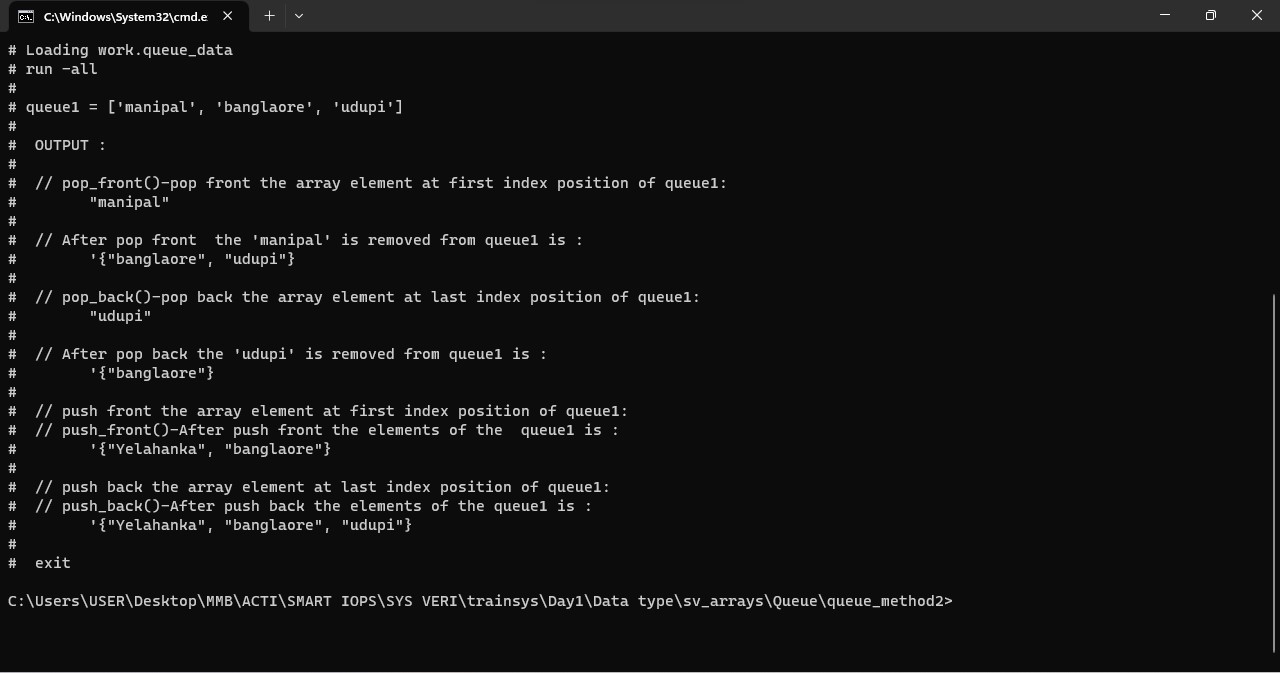 C:\Windows\System32\cmd.e
# Loading work.queue_data
# run -all
#
# queue1 = ['manipal', 'banglaore', 'udupi']
#
#  OUTPUT :
#
#  // pop_front()-pop front the array element at first index position of queue1:
#        "manipal"
#
#  // After pop front  the 'manipal' is removed from queue1 is :
#        '{"banglaore", "udupi"}
#
#  // pop_back()-pop back the array element at last index position of queue1:
#        "udupi"
#
#  // After pop back the 'udupi' is removed from queue1 is :
#        '{"banglaore"}
#
#  // push front the array element at first index position of queue1:
#  // push_front()-After push front the elements of the  queue1 is :
#        '{"Yelahanka", "banglaore"}
#
#  // push back the array element at last index position of queue1:
#  // push_back()-After push back the elements of the queue1 is :
#        '{"Yelahanka", "banglaore", "udupi"}
#
#  exit
C:\Users\USER\Desktop\MMB\ACTI\SMART IOPS\SYS VERI\trainsys\Day1\Data type\sv_arrays\Queue\queue_method2>